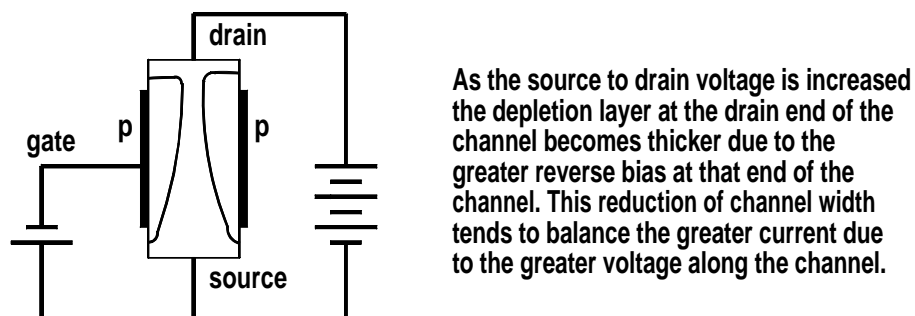 drain
p
p
gate
source
As the source to drain voltage is increased
the depletion layer at the drain end of the
channel becomes thicker due to the
greater reverse bias at that end of the
channel. This reduction of channel width
tends to balance the greater current due
to the greater voltage along the channel.